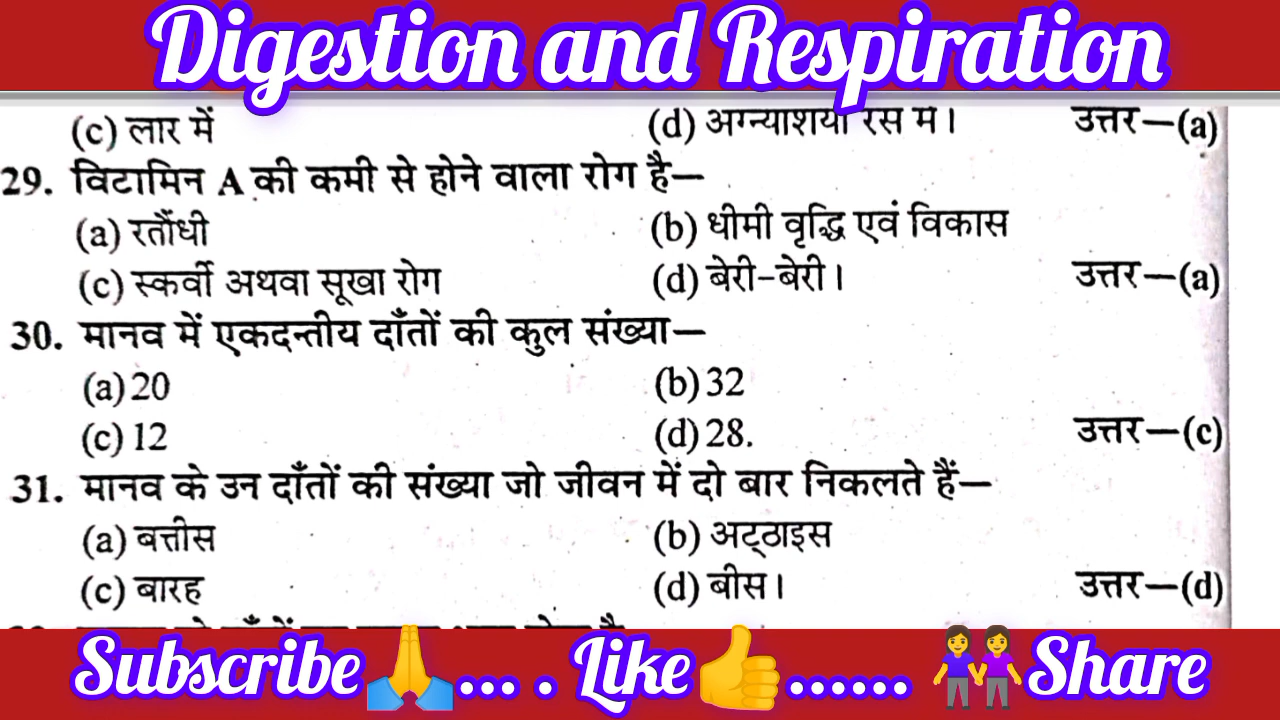 Digestion and Respiration
(c) लार में (d) अग्न्याशयी रस में। उत्तर—(a)
29. विटामिन A की कमी से होने वाला रोग है—
(a) रतौंधी (b) धीमी वृद्धि एवं विकास
(c) स्कर्वी अथवा सूखा रोग (d) बेरी-बेरी। उत्तर—(a)
30. मानव में एकदन्तीय दाँतों की कुल संख्या—
(a) 20 (b) 32
(c) 12 (d) 28. उत्तर—(c)
31. मानव के उन दाँतों की संख्या जो जीवन में दो बार निकलते हैं—
(a) बत्तीस (b) अट्ठाइस
(c) बारह (d) बीस। उत्तर—(d)
Subscribe🙏... . Like👍...... 👭Share